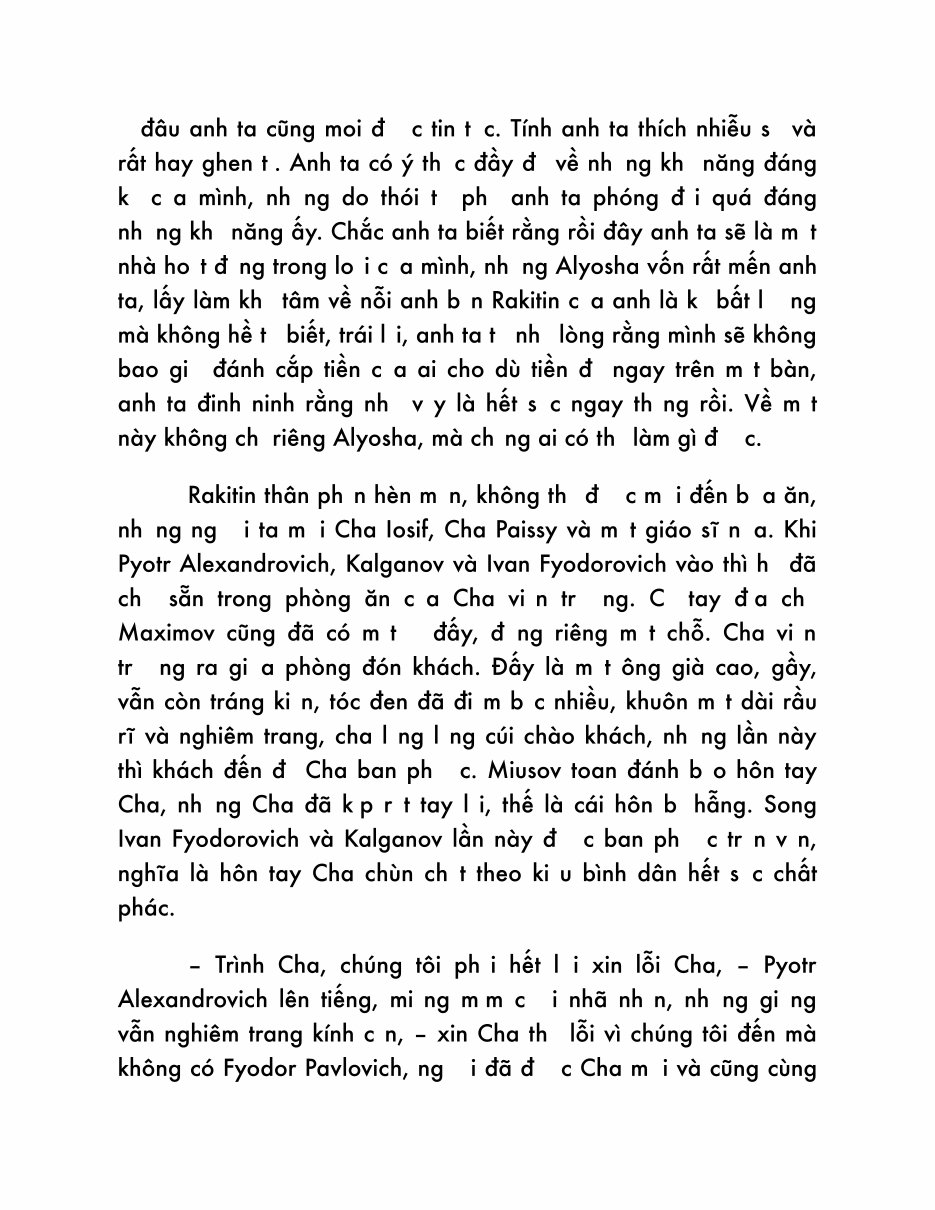 đâu anh ta cũng moi đ c tin t c. Tính anh ta thích nhiễu s và
rất hay ghen t . Anh ta có ý th c đầy đ về nh ng kh năng đáng
k c a mình, nh ng do thói t ph anh ta phóng đ i quá đáng
nh ng kh năng ấy. Chắc anh ta biết rằng rồi đây anh ta sẽ là m t
nhà ho t đ ng trong lo i c a mình, nh ng Alyosha vốn rất mến anh
ta, lấy làm kh tâm về nỗi anh b n Rakitin c a anh là k bất l ng
mà không hề t biết, trái l i, anh ta t nh lòng rằng mình sẽ không
bao gi đánh cắp tiền c a ai cho dù tiền đ ngay trên m t bàn,
anh ta đinh ninh rằng nh v y là hết s c ngay th ng rồi. Về m t
này không ch riêng Alyosha, mà ch ng ai có th làm gì đ c.
Rakitin thân ph n hèn m n, không th đ c m i đến b a ăn,
nh ng ng i ta m i Cha Iosif, Cha Paissy và m t giáo sĩ n a. Khi
Pyotr Alexandrovich, Kalganov và Ivan Fyodorovich vào thì h đã
ch sẵn trong phòng ăn c a Cha vi n tr ng. C tay đ a ch
Maximov cũng đã có m t đấy, đ ng riêng m t chỗ. Cha vi n
tr ng ra gi a phòng đón khách. Đấy là m t ông già cao, gầy,
vẫn còn tráng ki n, tóc đen đã đi m b c nhiều, khuôn m t dài rầu
rĩ và nghiêm trang, cha l ng l ng cúi chào khách, nh ng lần này
thì khách đến đ Cha ban ph c. Miusov toan đánh b o hôn tay
Cha, nh ng Cha đã k p r t tay l i, thế là cái hôn b hẫng. Song
Ivan Fyodorovich và Kalganov lần này đ c ban ph c tr n v n,
nghĩa là hôn tay Cha chùn ch t theo ki u bình dân hết s c chất
phác.
– Trình Cha, chúng tôi ph i hết l i xin lỗi Cha, – Pyotr
Alexandrovich lên tiếng, mi ng m m c i nhã nh n, nh ng gi ng
vẫn nghiêm trang kính c n, – xin Cha th lỗi vì chúng tôi đến mà
không có Fyodor Pavlovich, ng i đã đ c Cha m i và cũng cùng